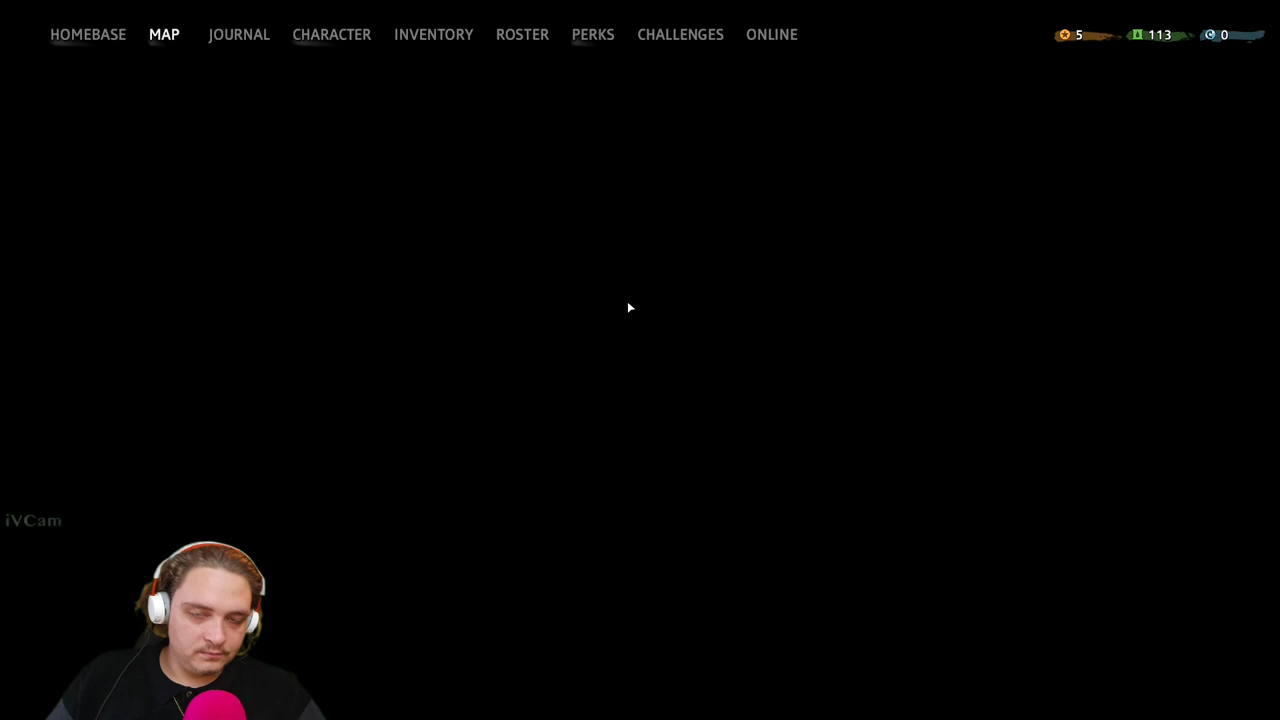 HOMEBASE MAP JOURNAL CHARACTER INVENTORY ROSTER PERKS CHALLENGES ONLINE 5 113 0
iVCam